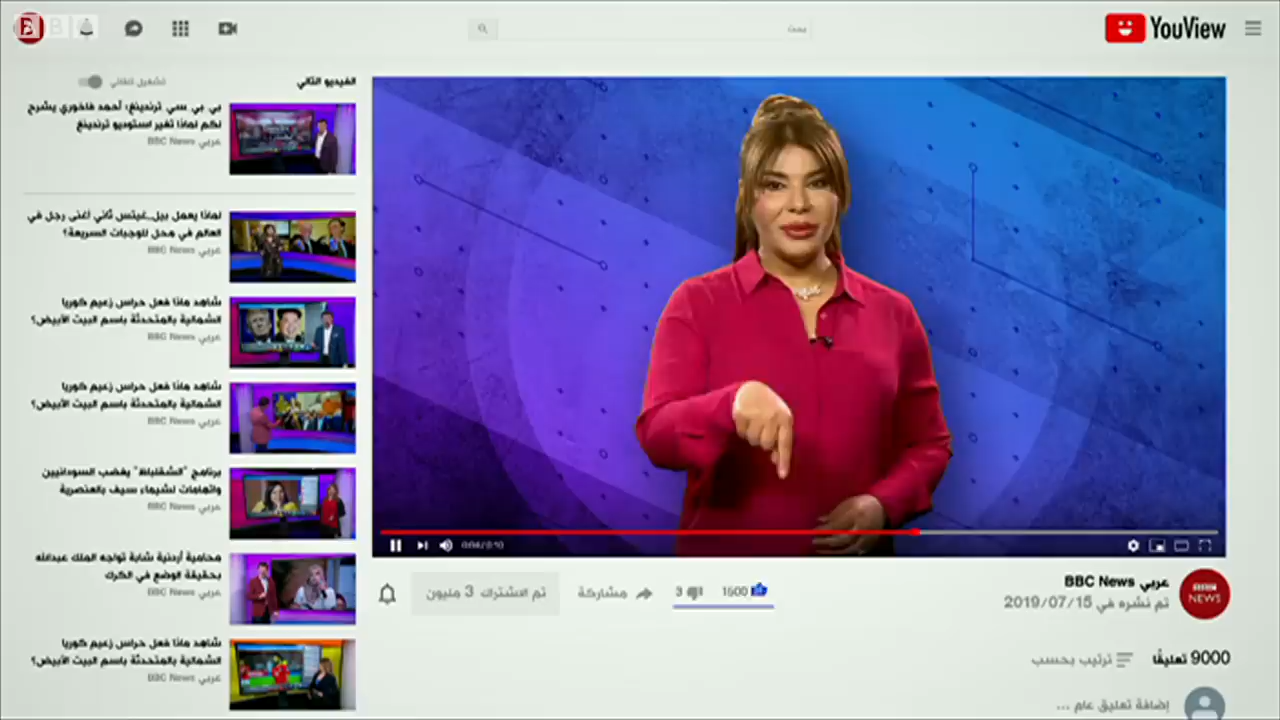 YouView
بحث
الفيديو التالي
تشغيل تلقائي
بي بي سي ترندينغ: أحمد فاخوري يشرح
لكم لماذا تغير استوديو ترندينغ
عربي BBC News
لماذا يعمل بيل غيتس ثاني أغنى رجل في
العالم في محل للوجبات السريعة؟
عربي BBC News
شاهد ماذا فعل حراس زعيم كوريا
الشمالية بالمتحدثة باسم البيت الأبيض؟
عربي BBC News
شاهد ماذا فعل حراس زعيم كوريا
الشمالية بالمتحدثة باسم البيت الأبيض؟
عربي BBC News
برنامج "الشقلباظ" يغضب السودانيين
واتهامات لشيماء سيف بالعنصرية
عربي BBC News
محامية أردنية شابة تواجه الملك عبدالله
بحقيقة الوضع في الكرك
عربي BBC News
شاهد ماذا فعل حراس زعيم كوريا
الشمالية بالمتحدثة باسم البيت الأبيض؟
عربي BBC News
BBC
NEWS
عربي BBC News
تم نشره في 2019/07/15
1500
3
مشاركة
تم الاشتراك 3 مليون
9000 تعليقًا
ترتيب بحسب
إضافة تعليق عام ...